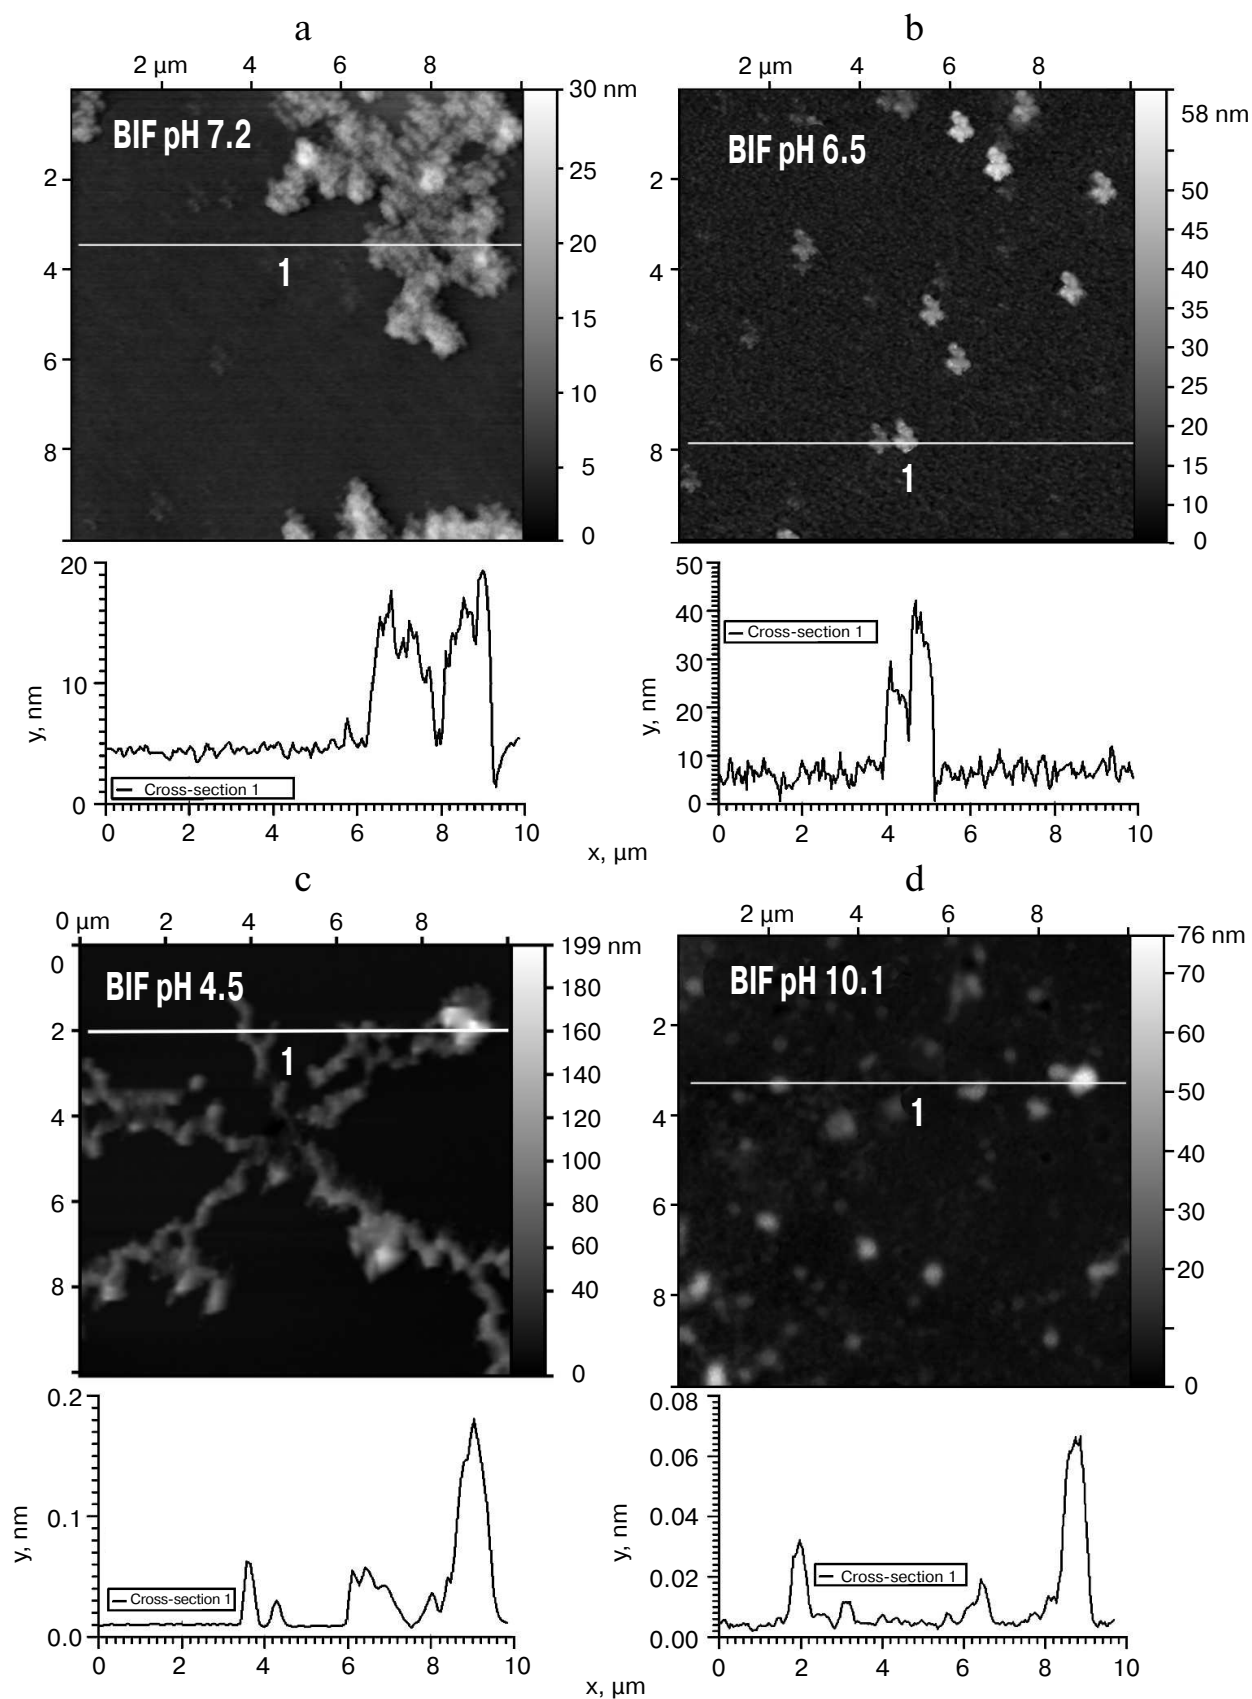 a
2 µm 4 6 8
BIF pH 7.2
2
4
6
8
1
30 nm
25
20
15
10
5
0
y, nm
20
10
0
Cross-section 1
0 2 4 6 8 10
b
2 µm 4 6 8
BIF pH 6.5
2
4
6
8
1
58 nm
50
45
40
35
30
25
20
15
10
0
y, nm
50
40
30
20
10
0
Cross-section 1
0 2 4 6 8 10
x, µm
c
0 µm 2 4 6 8
0
BIF pH 4.5
2
4
6
8
1
199 nm
180
160
140
120
100
80
60
40
0
y, nm
0.2
0.1
0.0
Cross-section 1
0 2 4 6 8 10
d
2 µm 4 6 8
BIF pH 10.1
2
4
6
8
1
76 nm
70
60
50
40
30
20
0
y, nm
0.08
0.06
0.04
0.02
0.00
Cross-section 1
0 2 4 6 8 10
x, µm